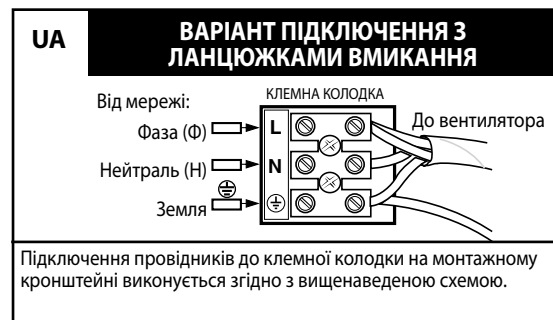 UA
ВАРІАНТ ПІДКЛЮЧЕННЯ З
ЛАНЦЮЖКАМИ ВМИКАННЯ
Від мережі:
КЛЕМНА КОЛОДКА
Фаза (Ф)
L
До вентилятора
Нейтраль (Н)
N
Земля
Підключення провідників до клемної колодки на монтажному
кронштейні виконується згідно з вищенаведеною схемою.